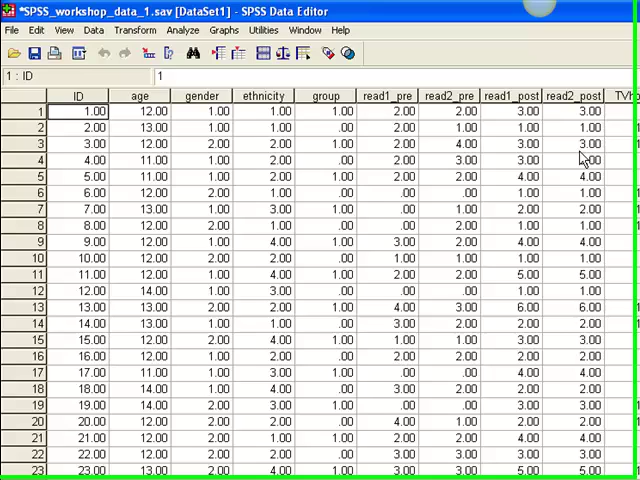 *SPSS_workshop_data_1.sav [DataSet1] - SPSS Data Editor
File Edit View Data Transform Analyze Graphs Utilities Window Help
1 : ID 1
ID age gender ethnicity group read1_pre read2_pre read1_post read2_post
1 1.00 12.00 1.00 1.00 1.00 2.00 2.00 3.00 3.00
2 2.00 13.00 1.00 1.00 .00 2.00 1.00 1.00 1.00
3 3.00 12.00 2.00 2.00 1.00 2.00 4.00 3.00 3.00
4 4.00 11.00 1.00 2.00 .00 2.00 3.00 3.00
5 5.00 11.00 1.00 2.00 1.00 2.00 2.00 4.00 4.00
6 6.00 12.00 2.00 1.00 .00 .00 .00 1.00 1.00
7 7.00 13.00 1.00 3.00 1.00 .00 1.00 2.00 2.00
8 8.00 12.00 2.00 1.00 .00 .00 2.00 1.00 1.00
9 9.00 12.00 1.00 4.00 1.00 3.00 2.00 4.00 4.00
10 10.00 12.00 2.00 2.00 .00 1.00 1.00 1.00 1.00
11 11.00 12.00 1.00 4.00 1.00 2.00 2.00 5.00 5.00
12 12.00 14.00 1.00 3.00 .00 .00 .00 1.00 1.00
13 13.00 13.00 2.00 2.00 1.00 4.00 3.00 6.00 6.00
14 14.00 13.00 1.00 1.00 .00 3.00 2.00 2.00 2.00
15 15.00 12.00 2.00 4.00 1.00 1.00 1.00 3.00 3.00
16 16.00 12.00 2.00 2.00 .00 2.00 2.00 2.00 2.00
17 17.00 11.00 1.00 3.00 1.00 .00 .00 4.00 4.00
18 18.00 14.00 1.00 4.00 .00 3.00 2.00 2.00 2.00
19 19.00 14.00 2.00 3.00 1.00 .00 .00 3.00 3.00
20 20.00 12.00 2.00 2.00 .00 4.00 1.00 2.00 2.00
21 21.00 12.00 2.00 1.00 1.00 2.00 2.00 4.00 4.00
22 22.00 12.00 2.00 2.00 .00 3.00 3.00 3.00 3.00
23 23.00 13.00 2.00 4.00 1.00 3.00 3.00 5.00 5.00